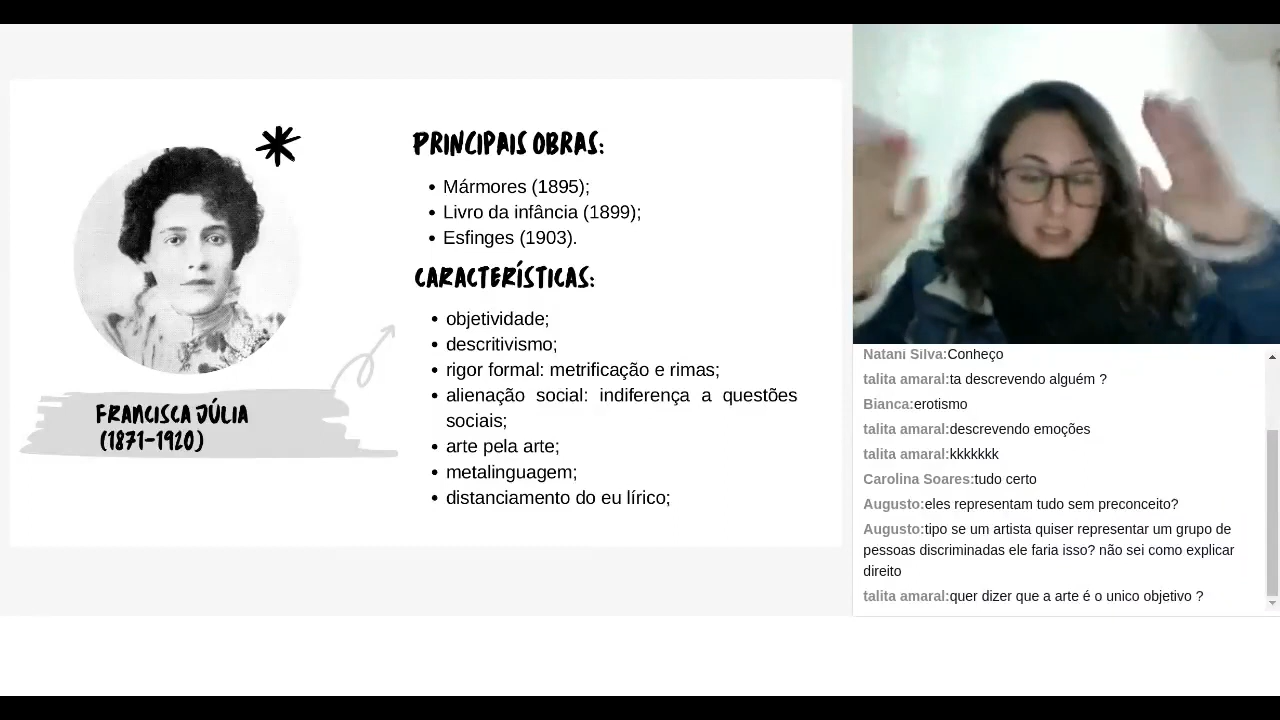 PRINCIPAIS OBRAS:
Mármores (1895);
Livro da infância (1899);
Esfinges (1903).
CARACTERÍSTICAS:
objetividade;
descritivismo;
rigor formal: metrificação e rimas;
alienação social: indiferença a questões
sociais;
arte pela arte;
metalinguagem;
distanciamento do eu lírico;
FRANCISCA JÚLIA
(1871-1920)
Natani Silva:Conheço
talita amaral:ta descrevendo alguém ?
Bianca:erotismo
talita amaral:descrevendo emoções
talita amaral:kkkkkkk
Carolina Soares:tudo certo
Augusto:eles representam tudo sem preconceito?
Augusto:tipo se um artista quiser representar um grupo de
pessoas discriminadas ele faria isso? não sei como explicar
direito
talita amaral:quer dizer que a arte é o unico objetivo ?